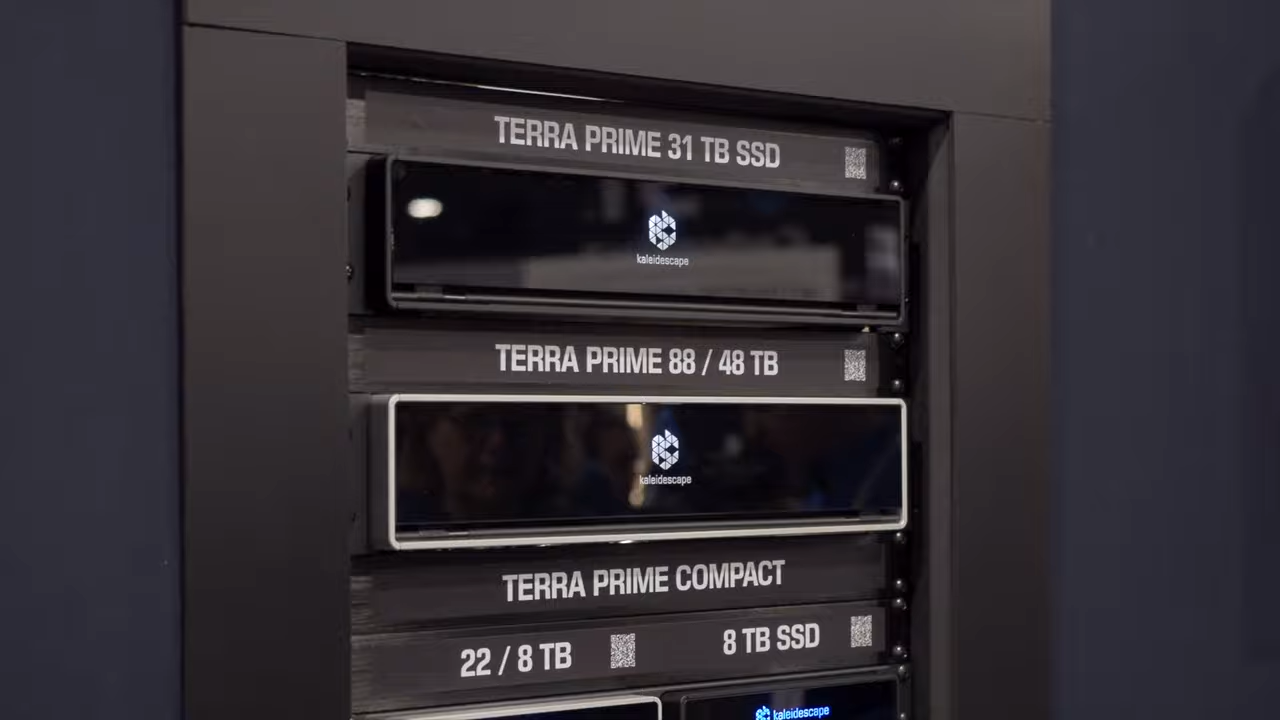 TERRA PRIME 31 TB SSD
kaleidescape
TERRA PRIME 88 / 48 TB
kaleidescape
TERRA PRIME COMPACT
22 / 8 TB
8 TB SSD
kaleidescape